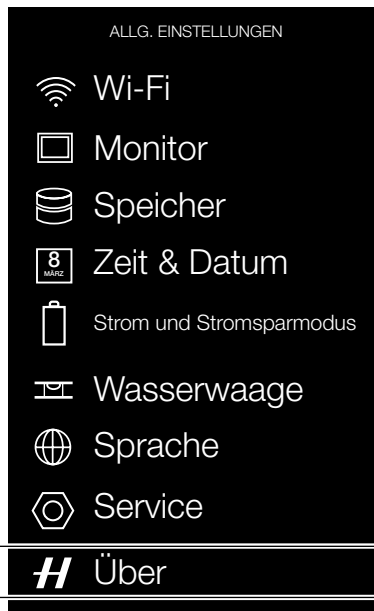 ALLG. EINSTELLUNGEN
Wi-Fi
Monitor
Speicher
8
MÄRZ
Zeit & Datum
Strom und Stromsparmodus
Wasserwaage
Sprache
Service
H Über